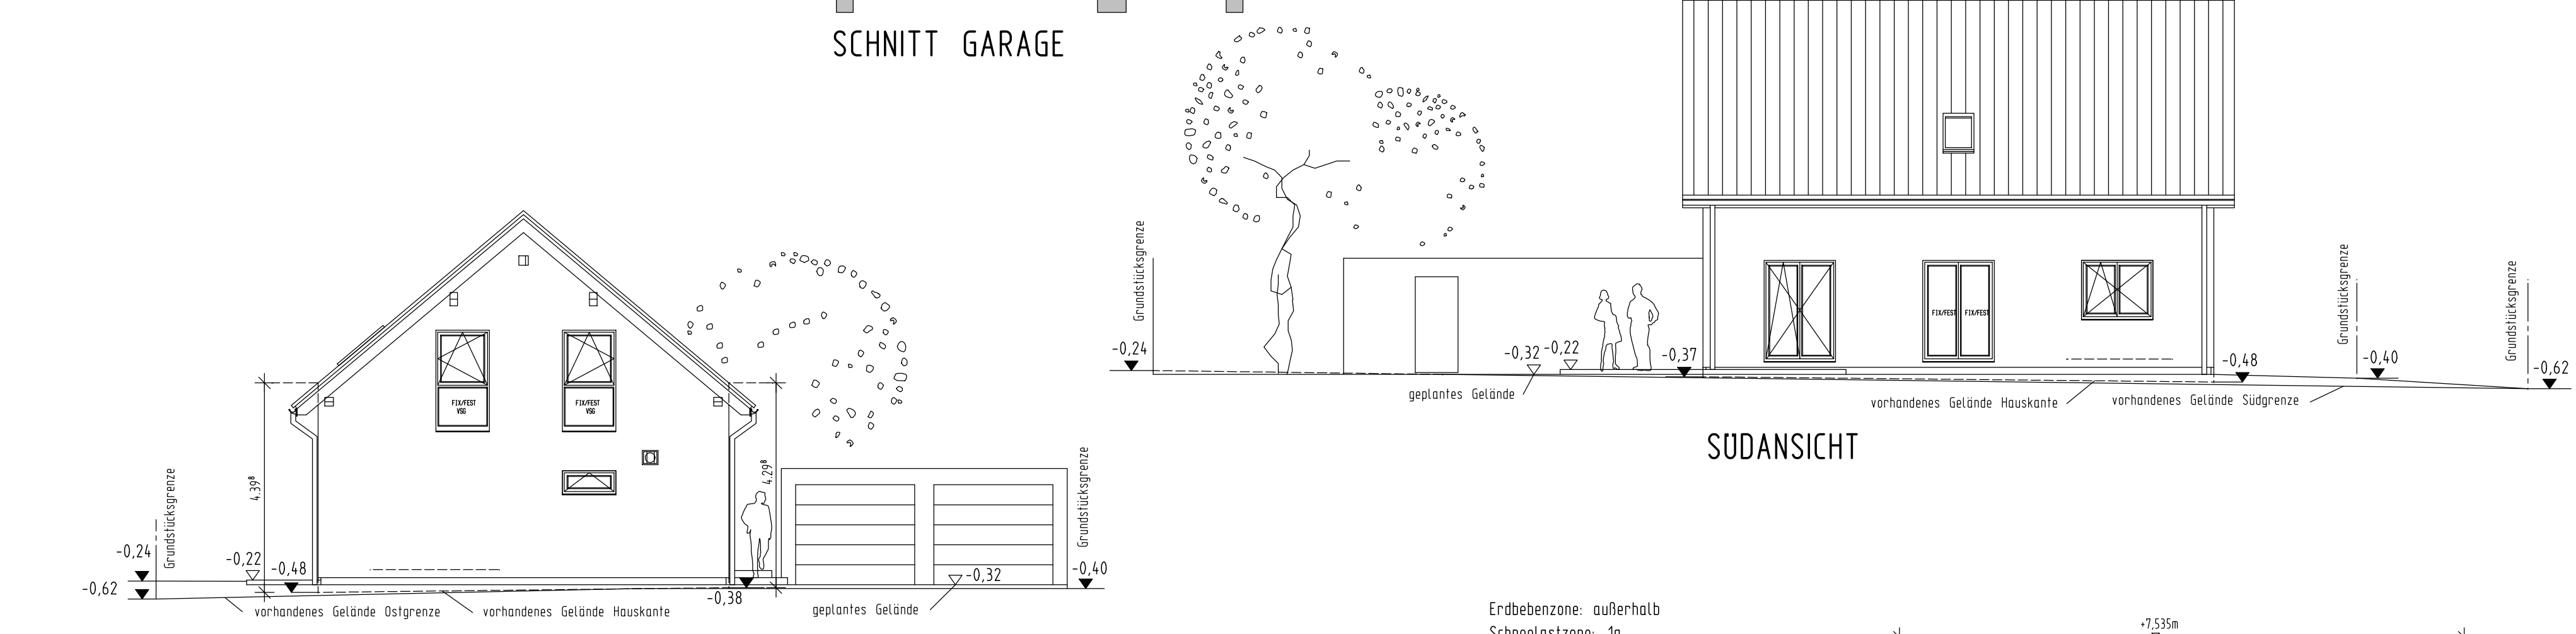 SCHNITT GARAGE
Grundstücksgrenze
-0,24
-0,32
-0,22
-0,37
geplantes Gelände
FIX/FEST
FIX/FEST
-0,48
Grundstücksgrenze
-0,40
Grundstücksgrenze
-0,62
vorhandenes Gelände Hauskante
vorhandenes Gelände Südgrenze
SÜDANSICHT
FIX/FEST
VSG
FIX/FEST
VSG
4.39⁸
4.29⁸
Grundstücksgrenze
Grundstücksgrenze
-0,24
-0,62
-0,22
-0,48
-0,38
-0,32
-0,40
vorhandenes Gelände Ostgrenze
vorhandenes Gelände Hauskante
geplantes Gelände
Erdbebenzone: außerhalb
Schneelastzone: 1a
+7,535m